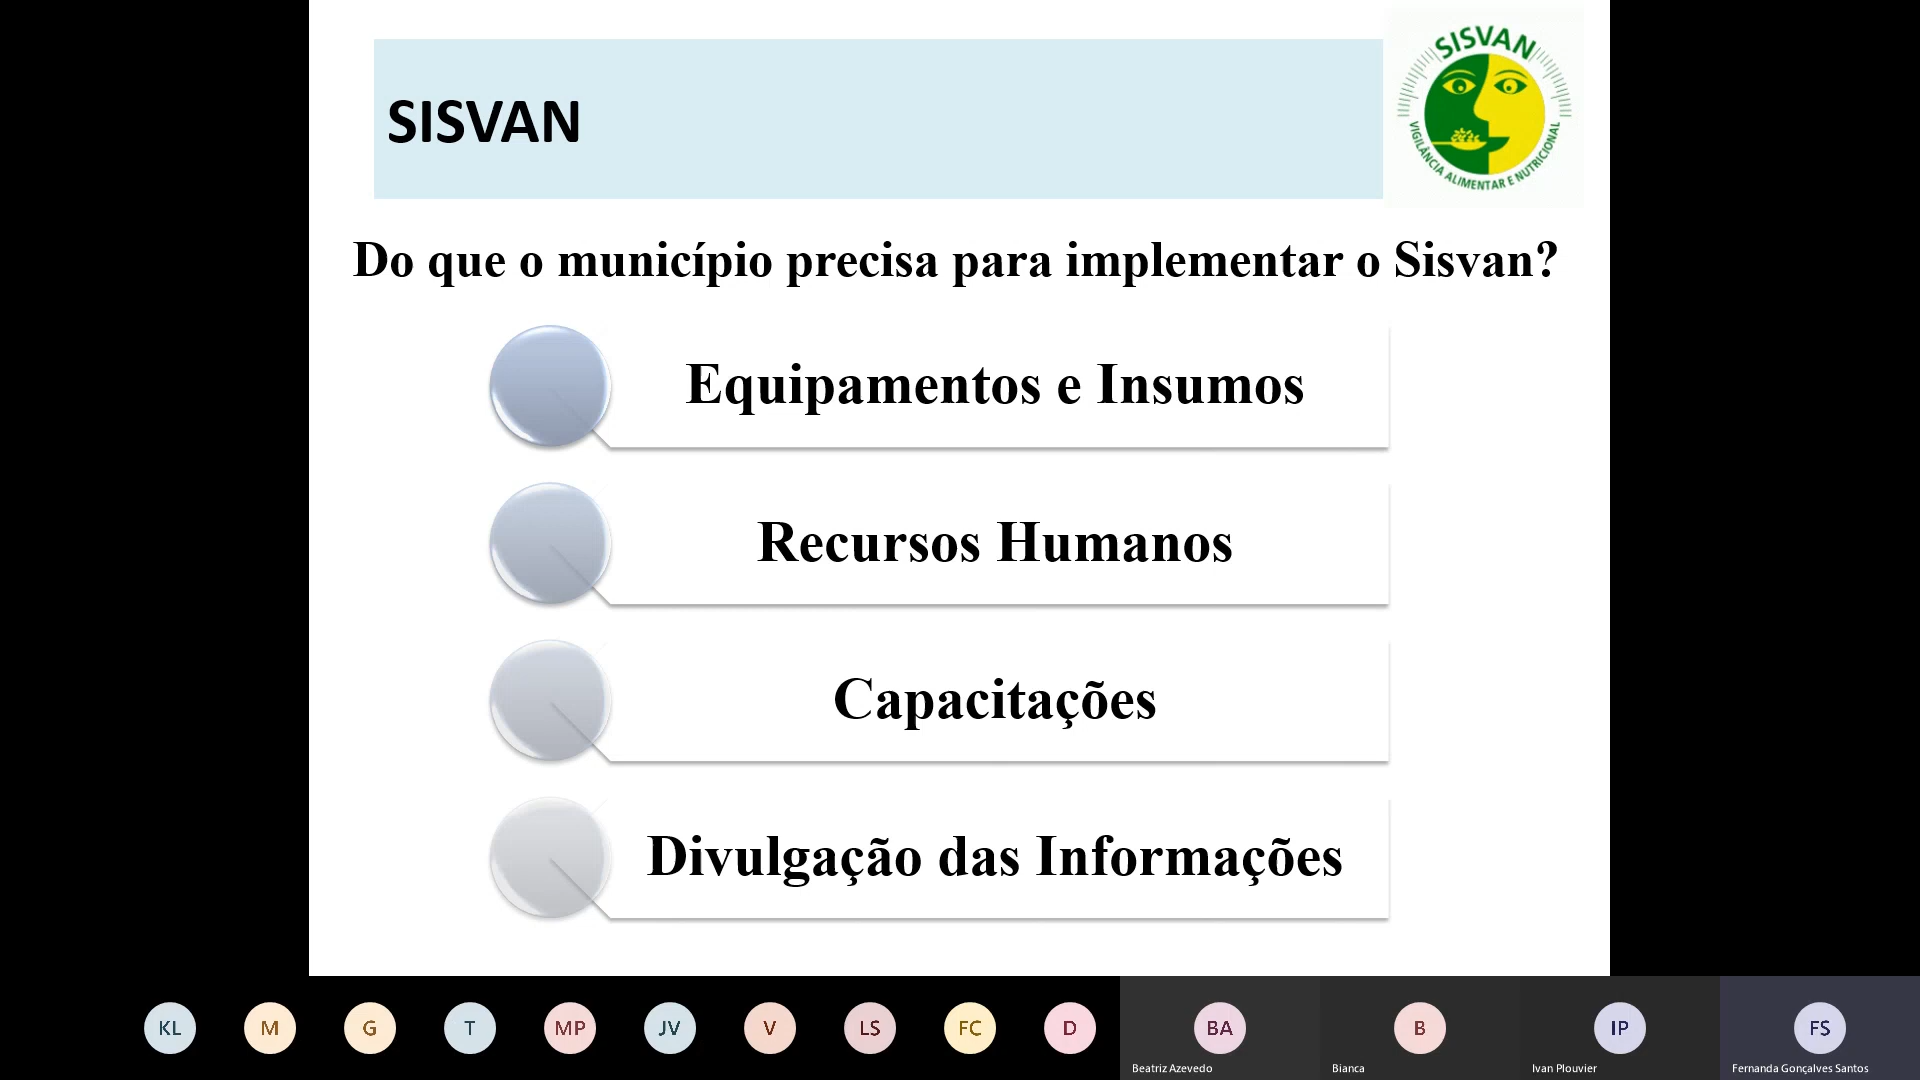 SISVAN
SISVAN
VIGILÂNCIA ALIMENTAR E NUTRICIONAL
Do que o município precisa para implementar o Sisvan?
Equipamentos e Insumos
Recursos Humanos
Capacitações
Divulgação das Informações
KL M G T MP JV V LS FC D BA B IP FS
Beatriz Azevedo Bianca Ivan Plouvier Fernanda Gonçalves Santos